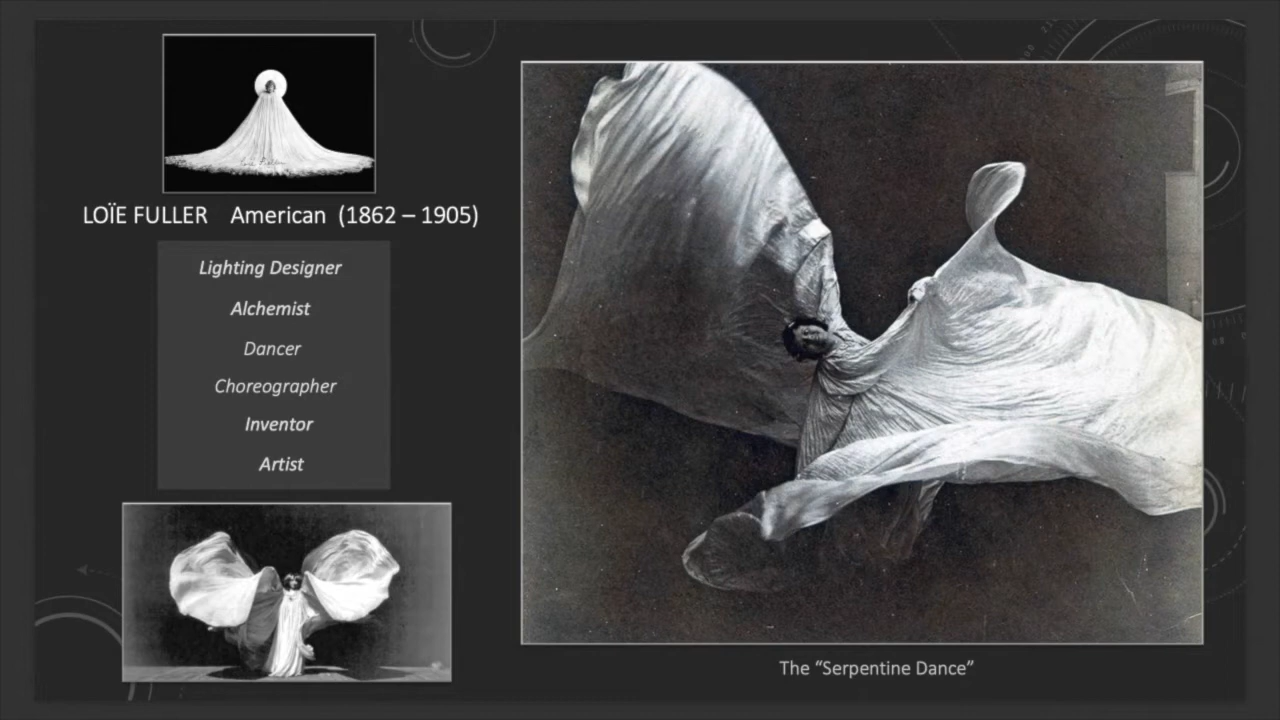 LOÏE FULLER American (1862 – 1905)
Lighting Designer
Alchemist
Dancer
Choreographer
Inventor
Artist
The “Serpentine Dance”